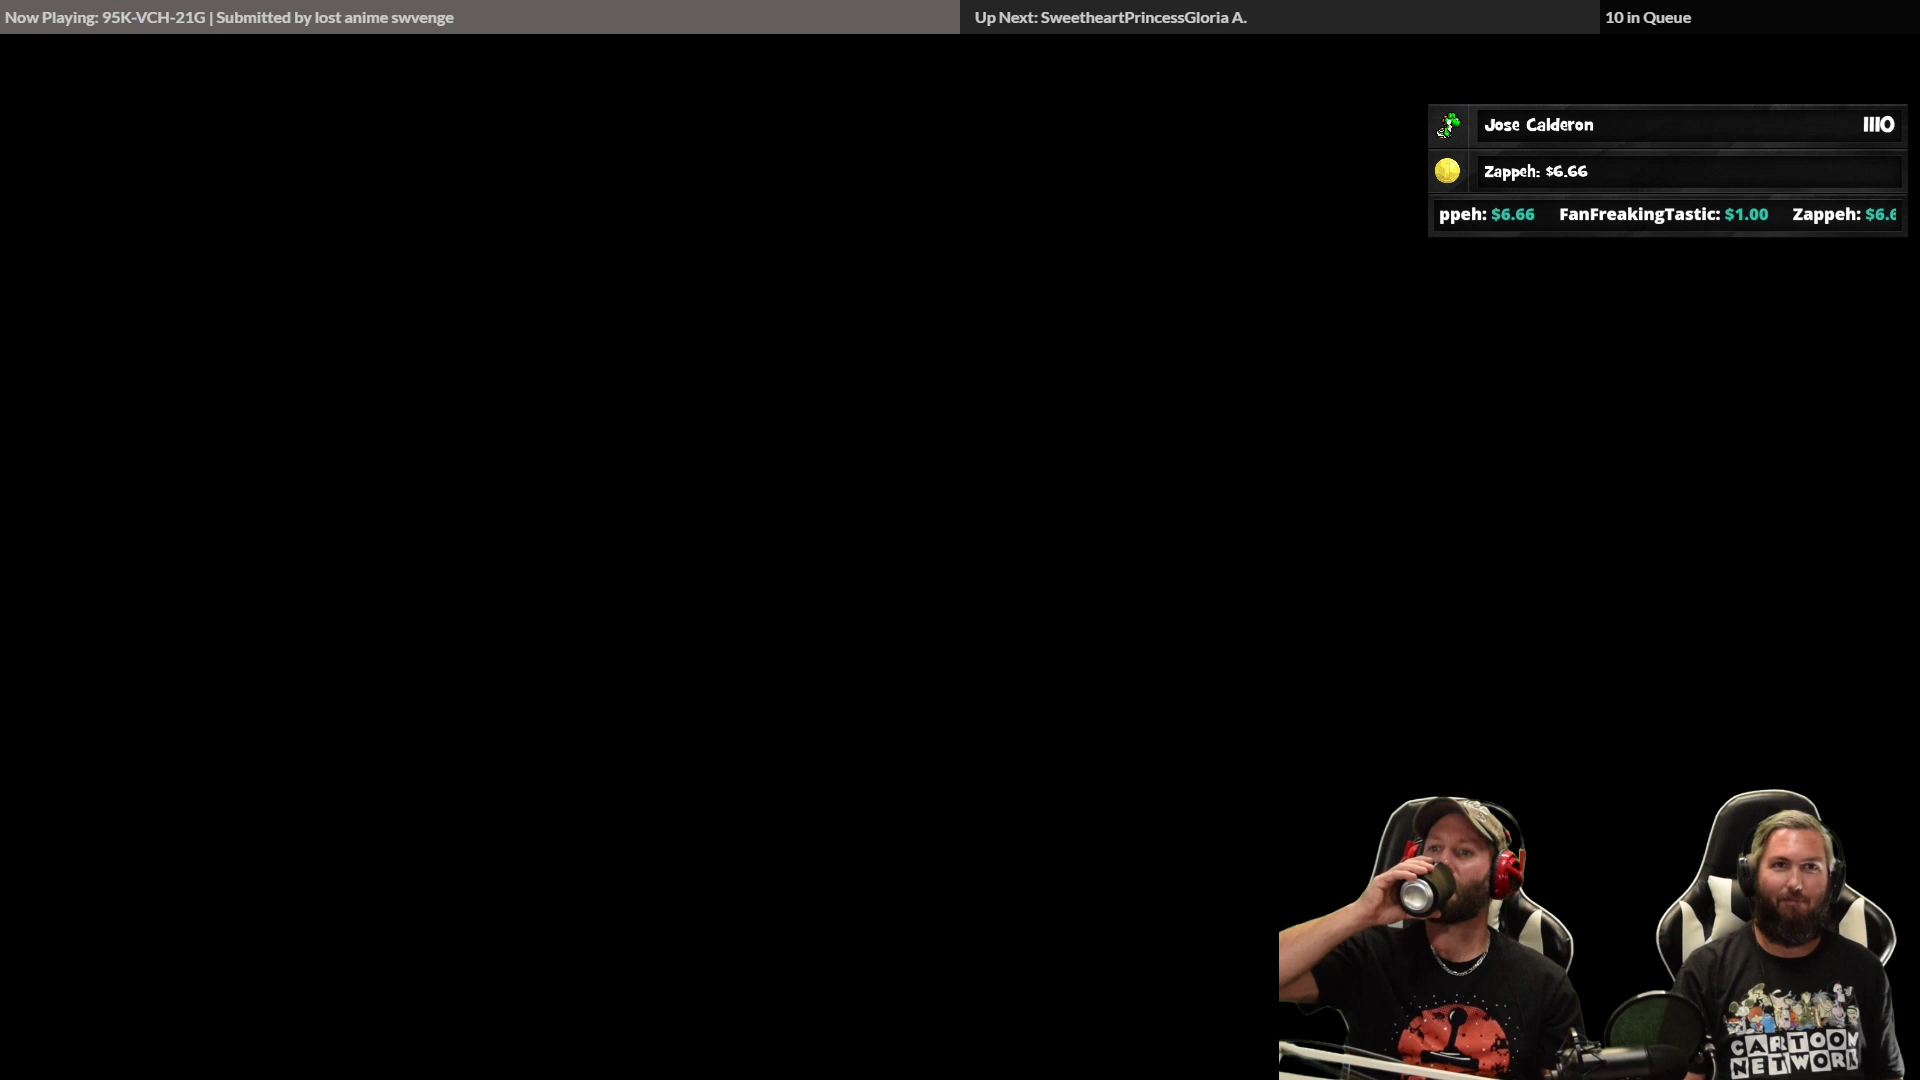 Now Playing: 95K-VCH-21G | Submitted by lost anime swvenge
Up Next: SweetheartPrincessGloria A.
10 in Queue
Jose Calderon
Zappeh: $6.66
ppeh: $6.66 FanFreakingTastic: $1.00 Zappeh: $6.6
CARTOON
NETWORK